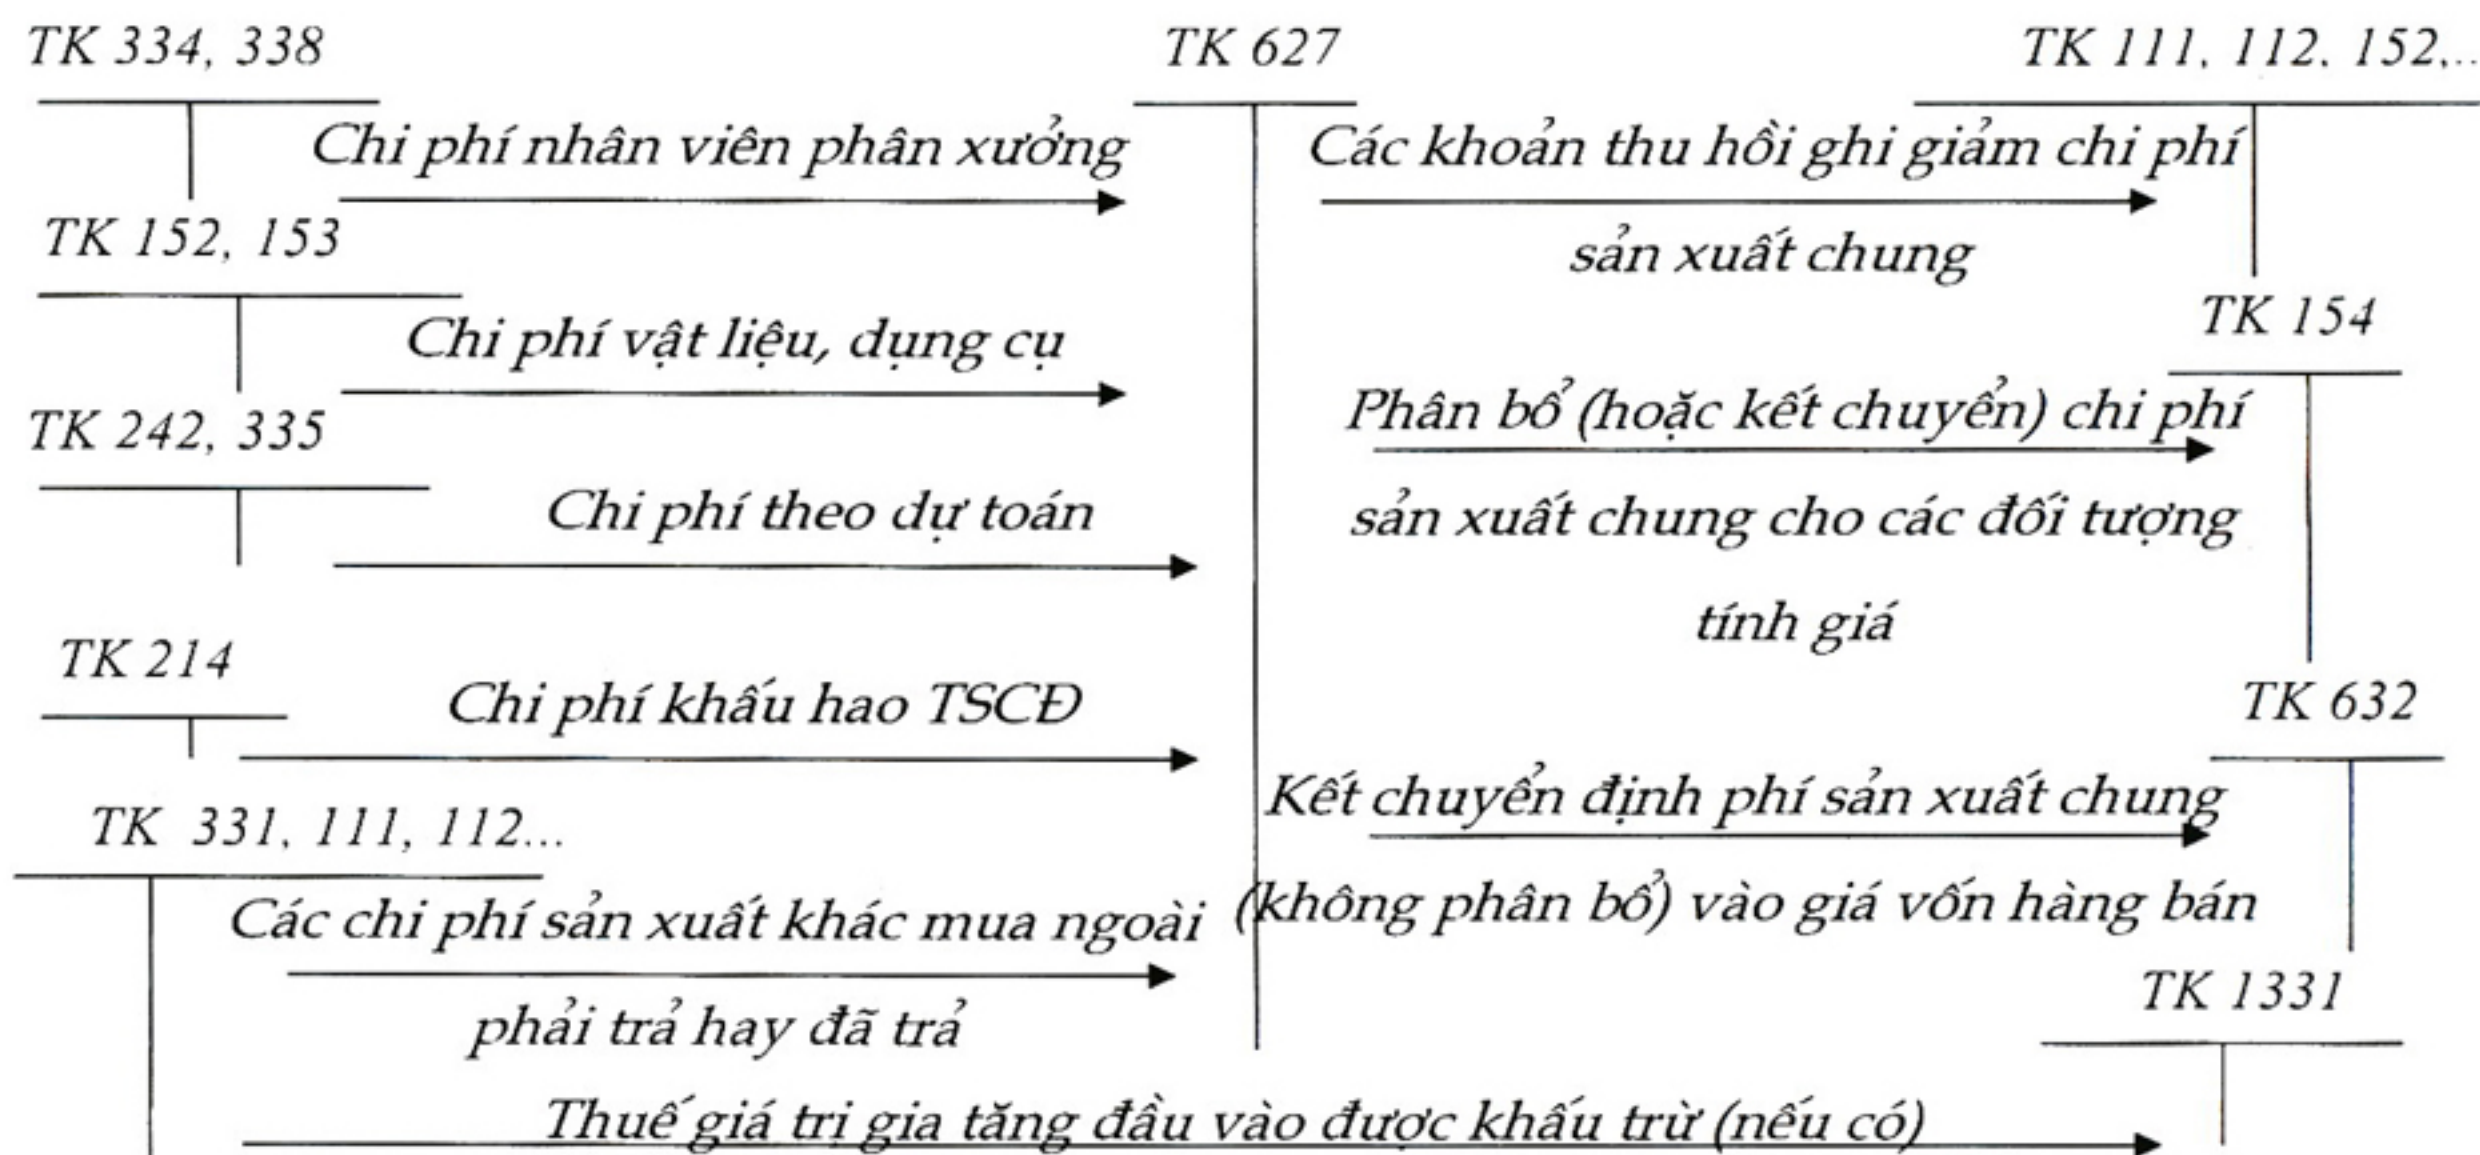 TK 334, 338
TK 627
TK 111, 112, 152,..
Chi phí nhân viên phân xưởng
Các khoản thu hồi ghi giảm chi phí
sản xuất chung
TK 152, 153
Chi phí vật liệu, dụng cụ
TK 154
Phân bổ (hoặc kết chuyển) chi phí
sản xuất chung cho các đối tượng
tính giá
TK 242, 335
Chi phí theo dự toán
TK 214
Chi phí khấu hao TSCĐ
TK 632
Kết chuyển định phí sản xuất chung
(không phân bổ) vào giá vốn hàng bán
TK 331, 111, 112...
Các chi phí sản xuất khác mua ngoài
phải trả hay đã trả
TK 1331
Thuế giá trị gia tăng đầu vào được khấu trừ (nếu có)